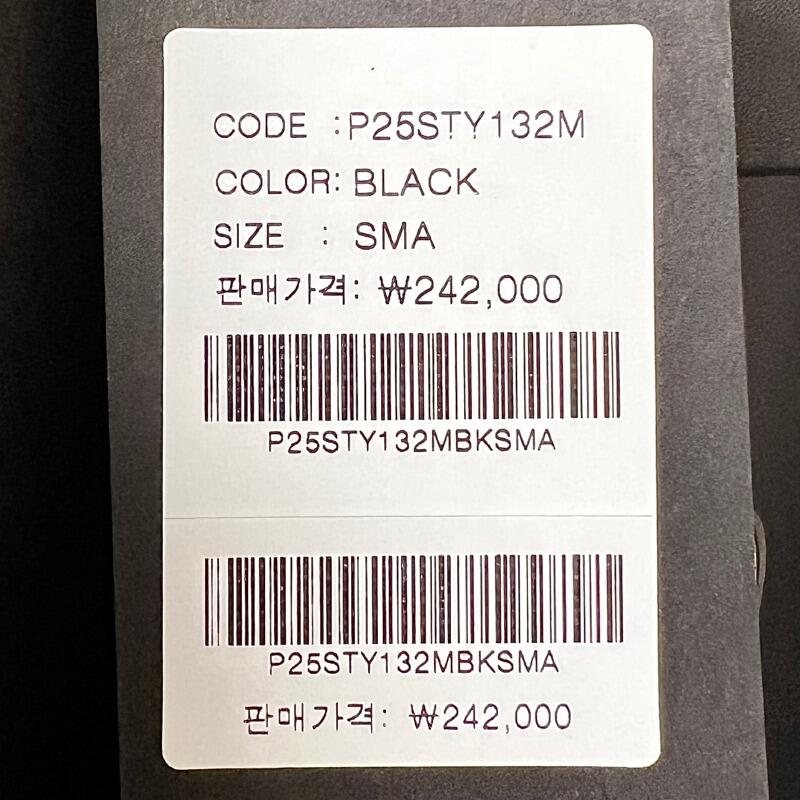 CODE :P25STY132M
COLOR: BLACK
SIZE : SMA
판매가격: ₩242,000
P25STY132MBKSMA
P25STY132MBKSMA
판매가격: ₩242,000